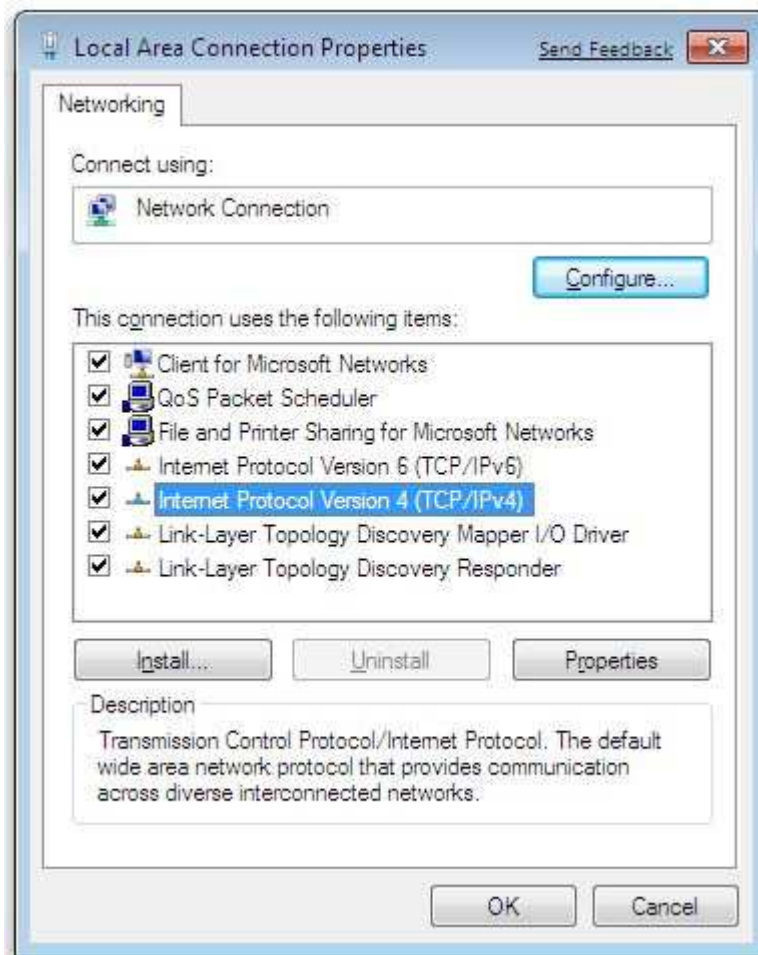 Local Area Connection Properties Send Feedback
Networking
Connect using:
Network Connection
Configure...
This connection uses the following items:
Client for Microsoft Networks
QoS Packet Scheduler
File and Printer Sharing for Microsoft Networks
Internet Protocol Version 6 (TCP/IPv6)
Internet Protocol Version 4 (TCP/IPv4)
Link-Layer Topology Discovery Mapper I/O Driver
Link-Layer Topology Discovery Responder
Install... Uninstall Properties
Description
Transmission Control Protocol/Internet Protocol. The default
wide area network protocol that provides communication
across diverse interconnected networks.
OK Cancel